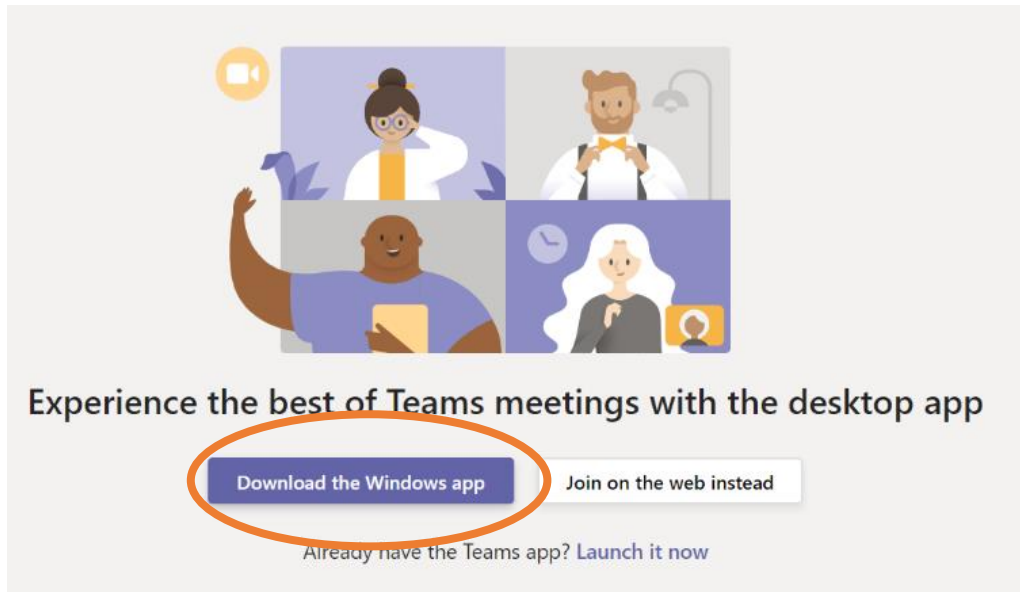 Experience the best of Teams meetings with the desktop app
Download the Windows app
Join on the web instead
Already have the Teams app? Launch it now